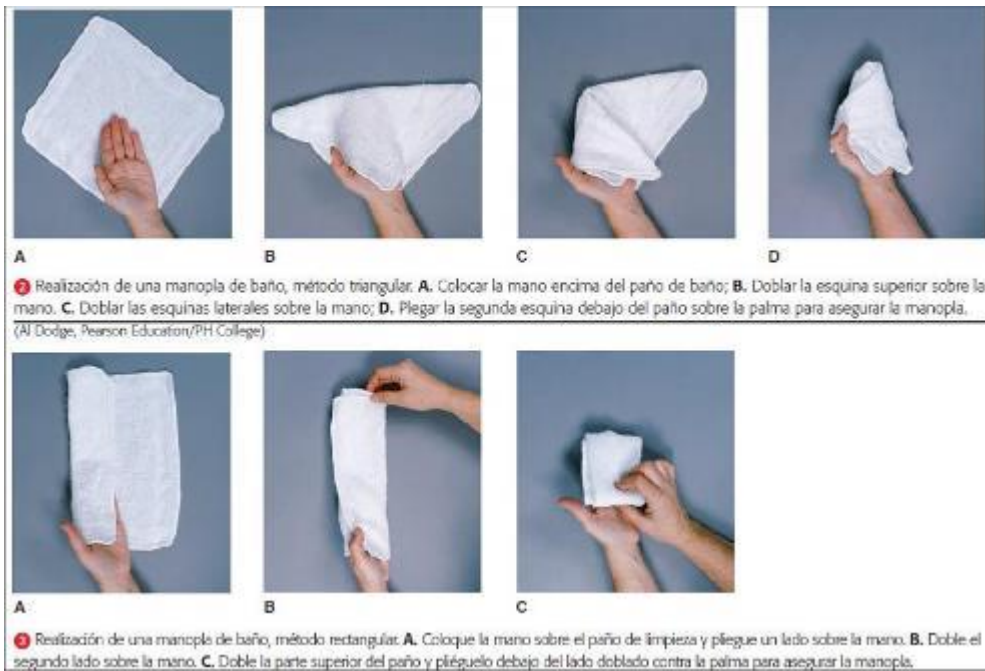 A B C D
2 Realización de una manopla de baño, método triangular. A. Colocar la mano encima del paño de baño; B. Doblar la esquina superior sobre la
mano. C. Doblar las esquinas laterales sobre la mano; D. Plegar la segunda esquina debajo del paño sobre la palma para asegurar la manopla.
(Al Dodge, Pearson Education/PH College)
A B C
3 Realización de una manopla de baño, método rectangular. A. Coloque la mano sobre el paño de limpieza y pliegue un lado sobre la mano. B. Doble el
segundo lado sobre la mano. C. Doble la parte superior del paño y pliéguelo debajo del lado doblado contra la palma para asegurar la manopla.